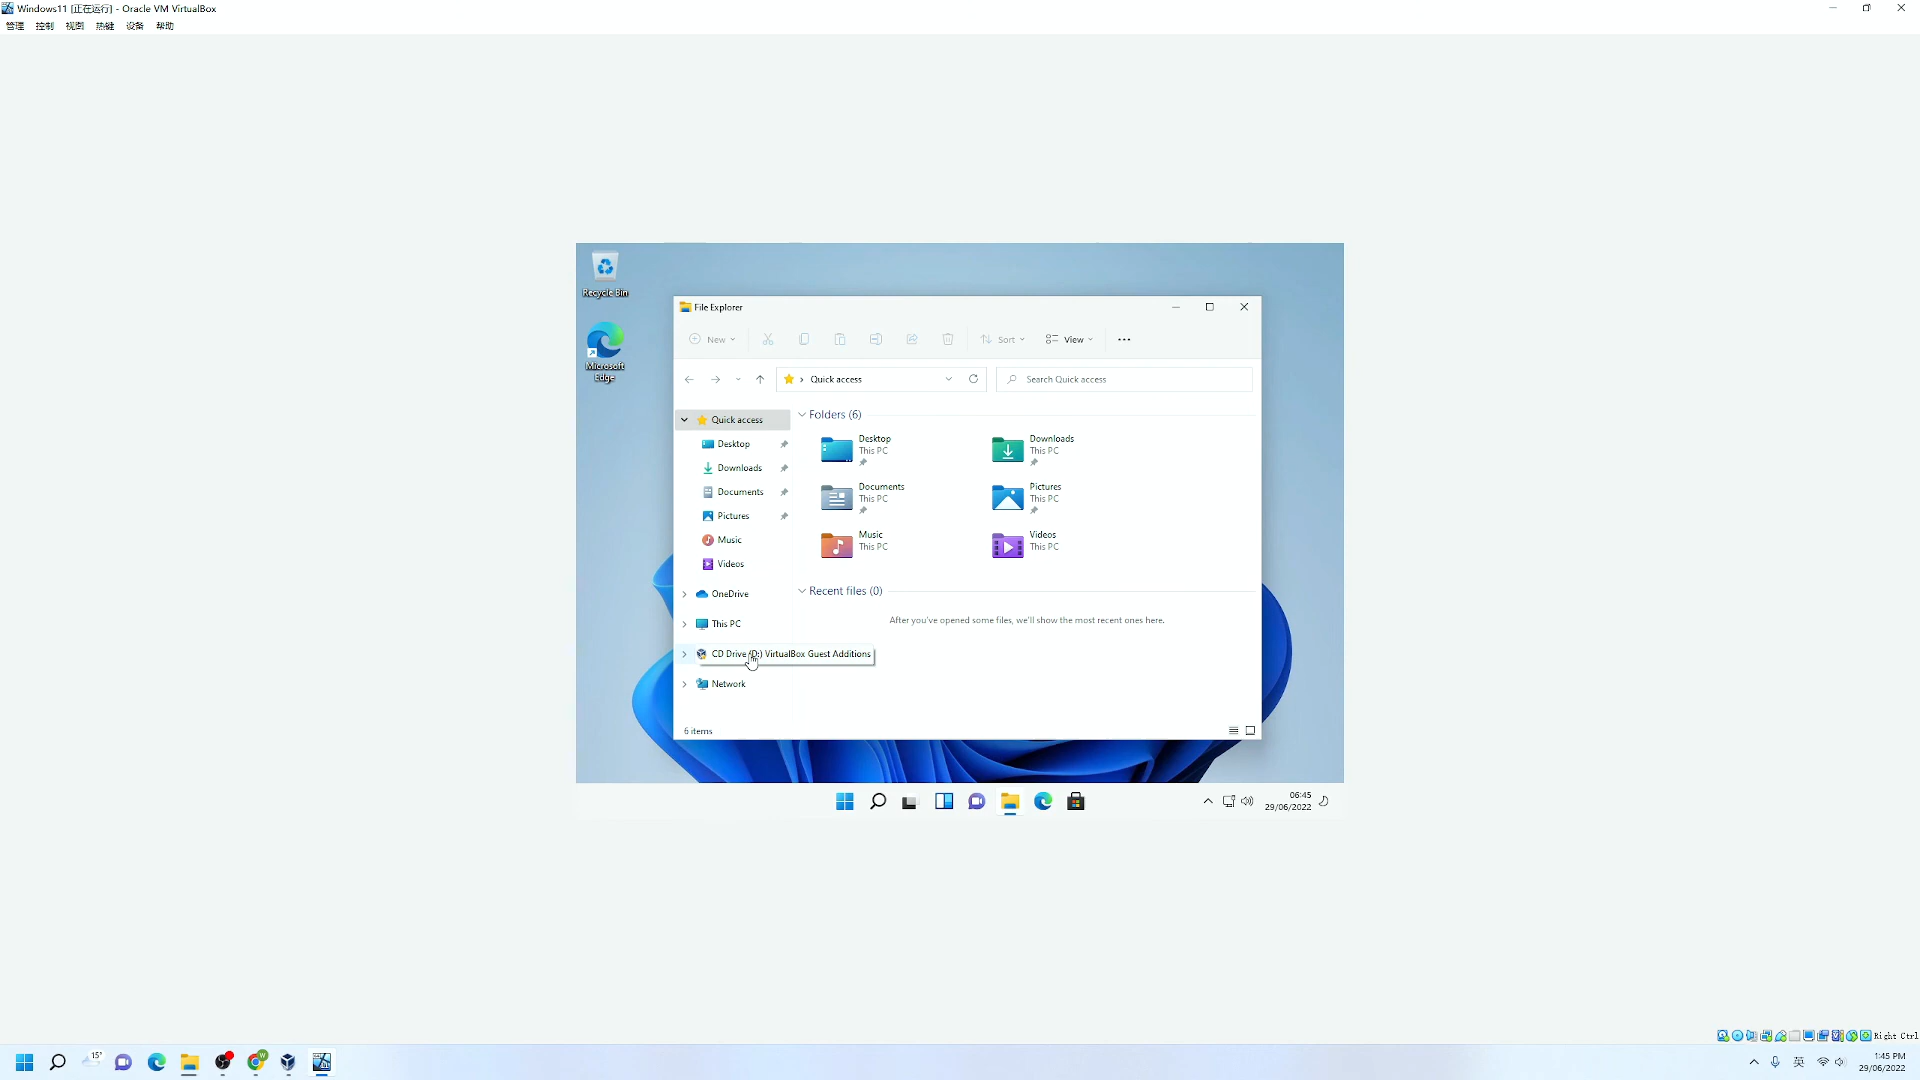 Windows11 [正在运行] - Oracle VM VirtualBox
管理 控制 视图 热键 设备 帮助
Recycle Bin
Microsoft
Edge
File Explorer
New
Sort
View
Quick access
Search Quick access
Quick access
Desktop
Downloads
Documents
Pictures
Music
Videos
OneDrive
This PC
CD Drive (D:) VirtualBox Guest Additions
Network
Folders (6)
Desktop
This PC
Downloads
This PC
Documents
This PC
Pictures
This PC
Music
This PC
Videos
This PC
Recent files (0)
After you've opened some files, we'll show the most recent ones here.
6 items
06:45
29/06/2022
Right Ctrl
15°
英
1:45 PM
29/06/2022